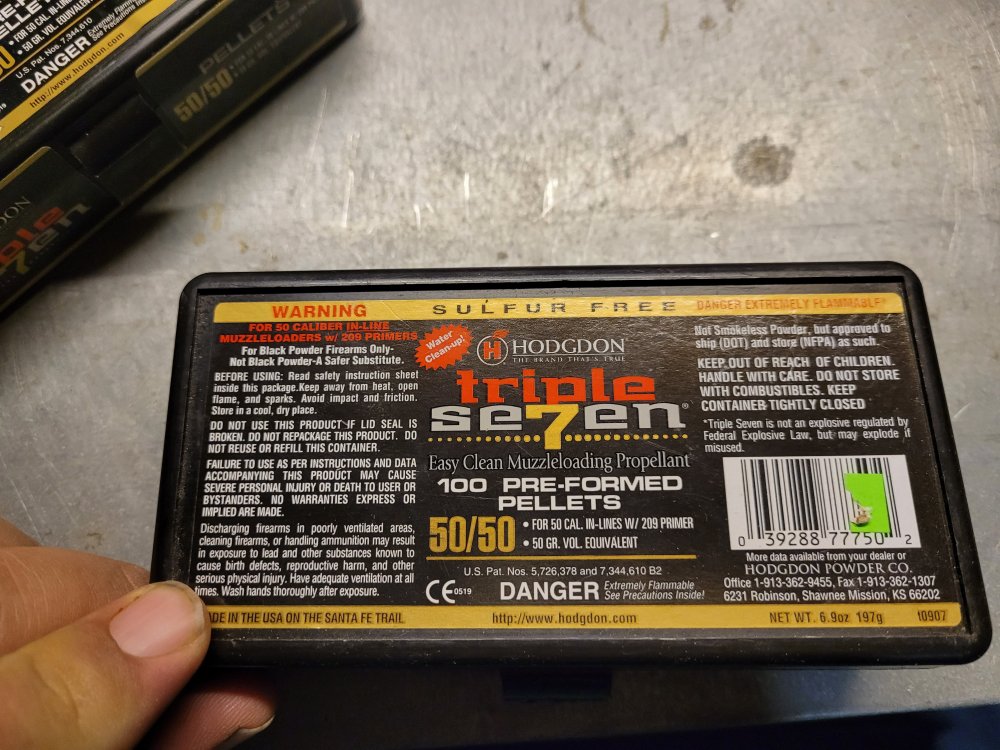 PELLE
• FOR 50 CAL.
• 50 GR. VOL. EQUIVALENT
U.S. Pat. Nos. 7,344,610
DANGER Extremely Flamm
See Precautions Inside!
http://www.hodgdon.com
PELLETS
50/50
DON
ple
7en
WARNING
FOR 50 CALIBER IN-LINE
MUZZLELOADERS w/ 209 PRIMERS
For Black Powder Firearms Only-
Not Black Powder-A Safer Substitute.
BEFORE USING: Read safety instruction sheet
inside this package.Keep away from heat, open
flame, and sparks. Avoid impact and friction.
Store in a cool, dry place.
DO NOT USE THIS PRODUCT IF LID SEAL IS
BROKEN. DO NOT REPACKAGE THIS PRODUCT. DO
NOT REUSE OR REFILL THIS CONTAINER.
FAILURE TO USE AS PER INSTRUCTIONS AND DATA
ACCOMPANYING THIS PRODUCT MAY CAUSE
SEVERE PERSONAL INJURY OR DEATH TO USER OR
BYSTANDERS. NO WARRANTIES EXPRESS OR
IMPLIED ARE MADE.
Discharging firearms in poorly ventilated areas,
cleaning firearms, or handling ammunition may result
in exposure to lead and other substances known to
cause birth defects, reproductive harm, and other
serious physical injury. Have adequate ventilation at all
times. Wash hands thoroughly after exposure.
SULFUR FREE
Water
Clean-up!
H HODGDON
THE BRAND THAT'S TRUE
triple
se7en®
Easy Clean Muzzleloading Propellant
100 PRE-FORMED
PELLETS
50/50
• FOR 50 CAL. IN-LINES W/ 209 PRIMER
• 50 GR. VOL. EQUIVALENT
U.S. Pat. Nos. 5,726,378 and 7,344,610 B2
CE 0519 DANGER Extremely Flammable
See Precautions Inside!
DANGER EXTREMELY FLAMMABLE!
Not Smokeless Powder, but approved to
ship (DOT) and store (NFPA) as such.
KEEP OUT OF REACH OF CHILDREN.
HANDLE WITH CARE. DO NOT STORE
WITH COMBUSTIBLES. KEEP
CONTAINER TIGHTLY CLOSED
*Triple Seven is not an explosive regulated by
Federal Explosive Law, but may explode if
misused.
0 39288 77750 2
More data available from your dealer or
HODGDON POWDER CO.
Office 1-913-362-9455, Fax 1-913-362-1307
6231 Robinson, Shawnee Mission, KS 66202
ADE IN THE USA ON THE SANTA FE TRAIL
http://www.hodgdon.com
NET WT. 6.9oz 197g
10907